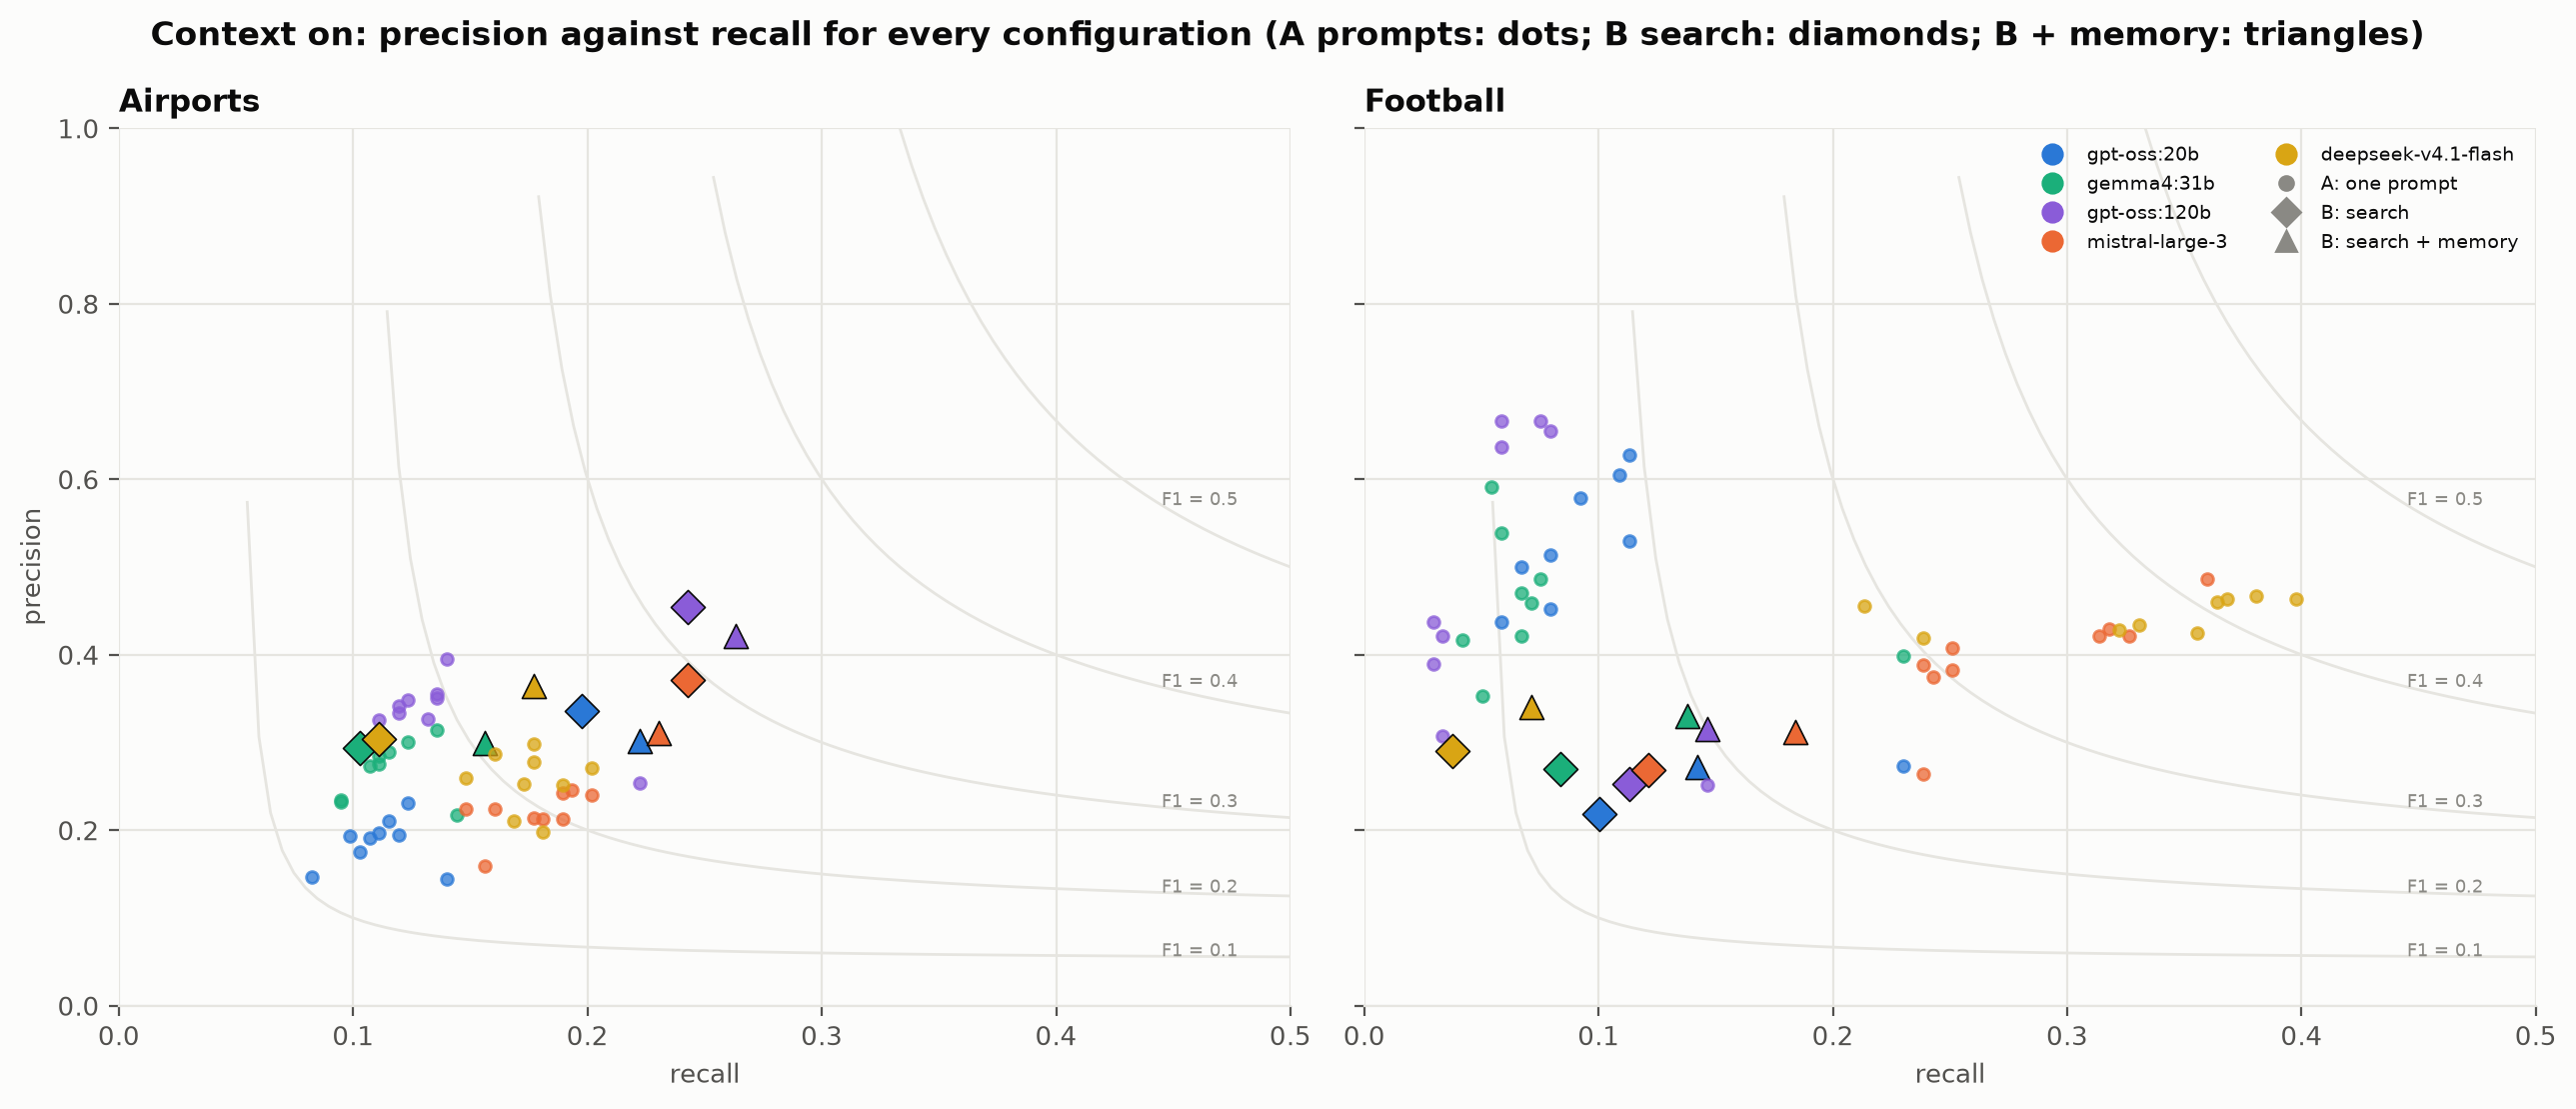 Context on: precision against recall for every configuration (A prompts: dots; B search: diamonds; B + memory: triangles)
Airports
Football
1.0
0.8
0.6
0.4
0.2
0.0
precision
F1 = 0.5
F1 = 0.4
F1 = 0.3
F1 = 0.2
F1 = 0.1
0.0 0.1 0.2 0.3 0.4 0.5
recall
gpt-oss:20b
gemma4:31b
gpt-oss:120b
mistral-large-3
deepseek-v4.1-flash
A: one prompt
B: search
B: search + memory
F1 = 0.5
F1 = 0.4
F1 = 0.3
F1 = 0.2
F1 = 0.1
0.0 0.1 0.2 0.3 0.4 0.5
recall